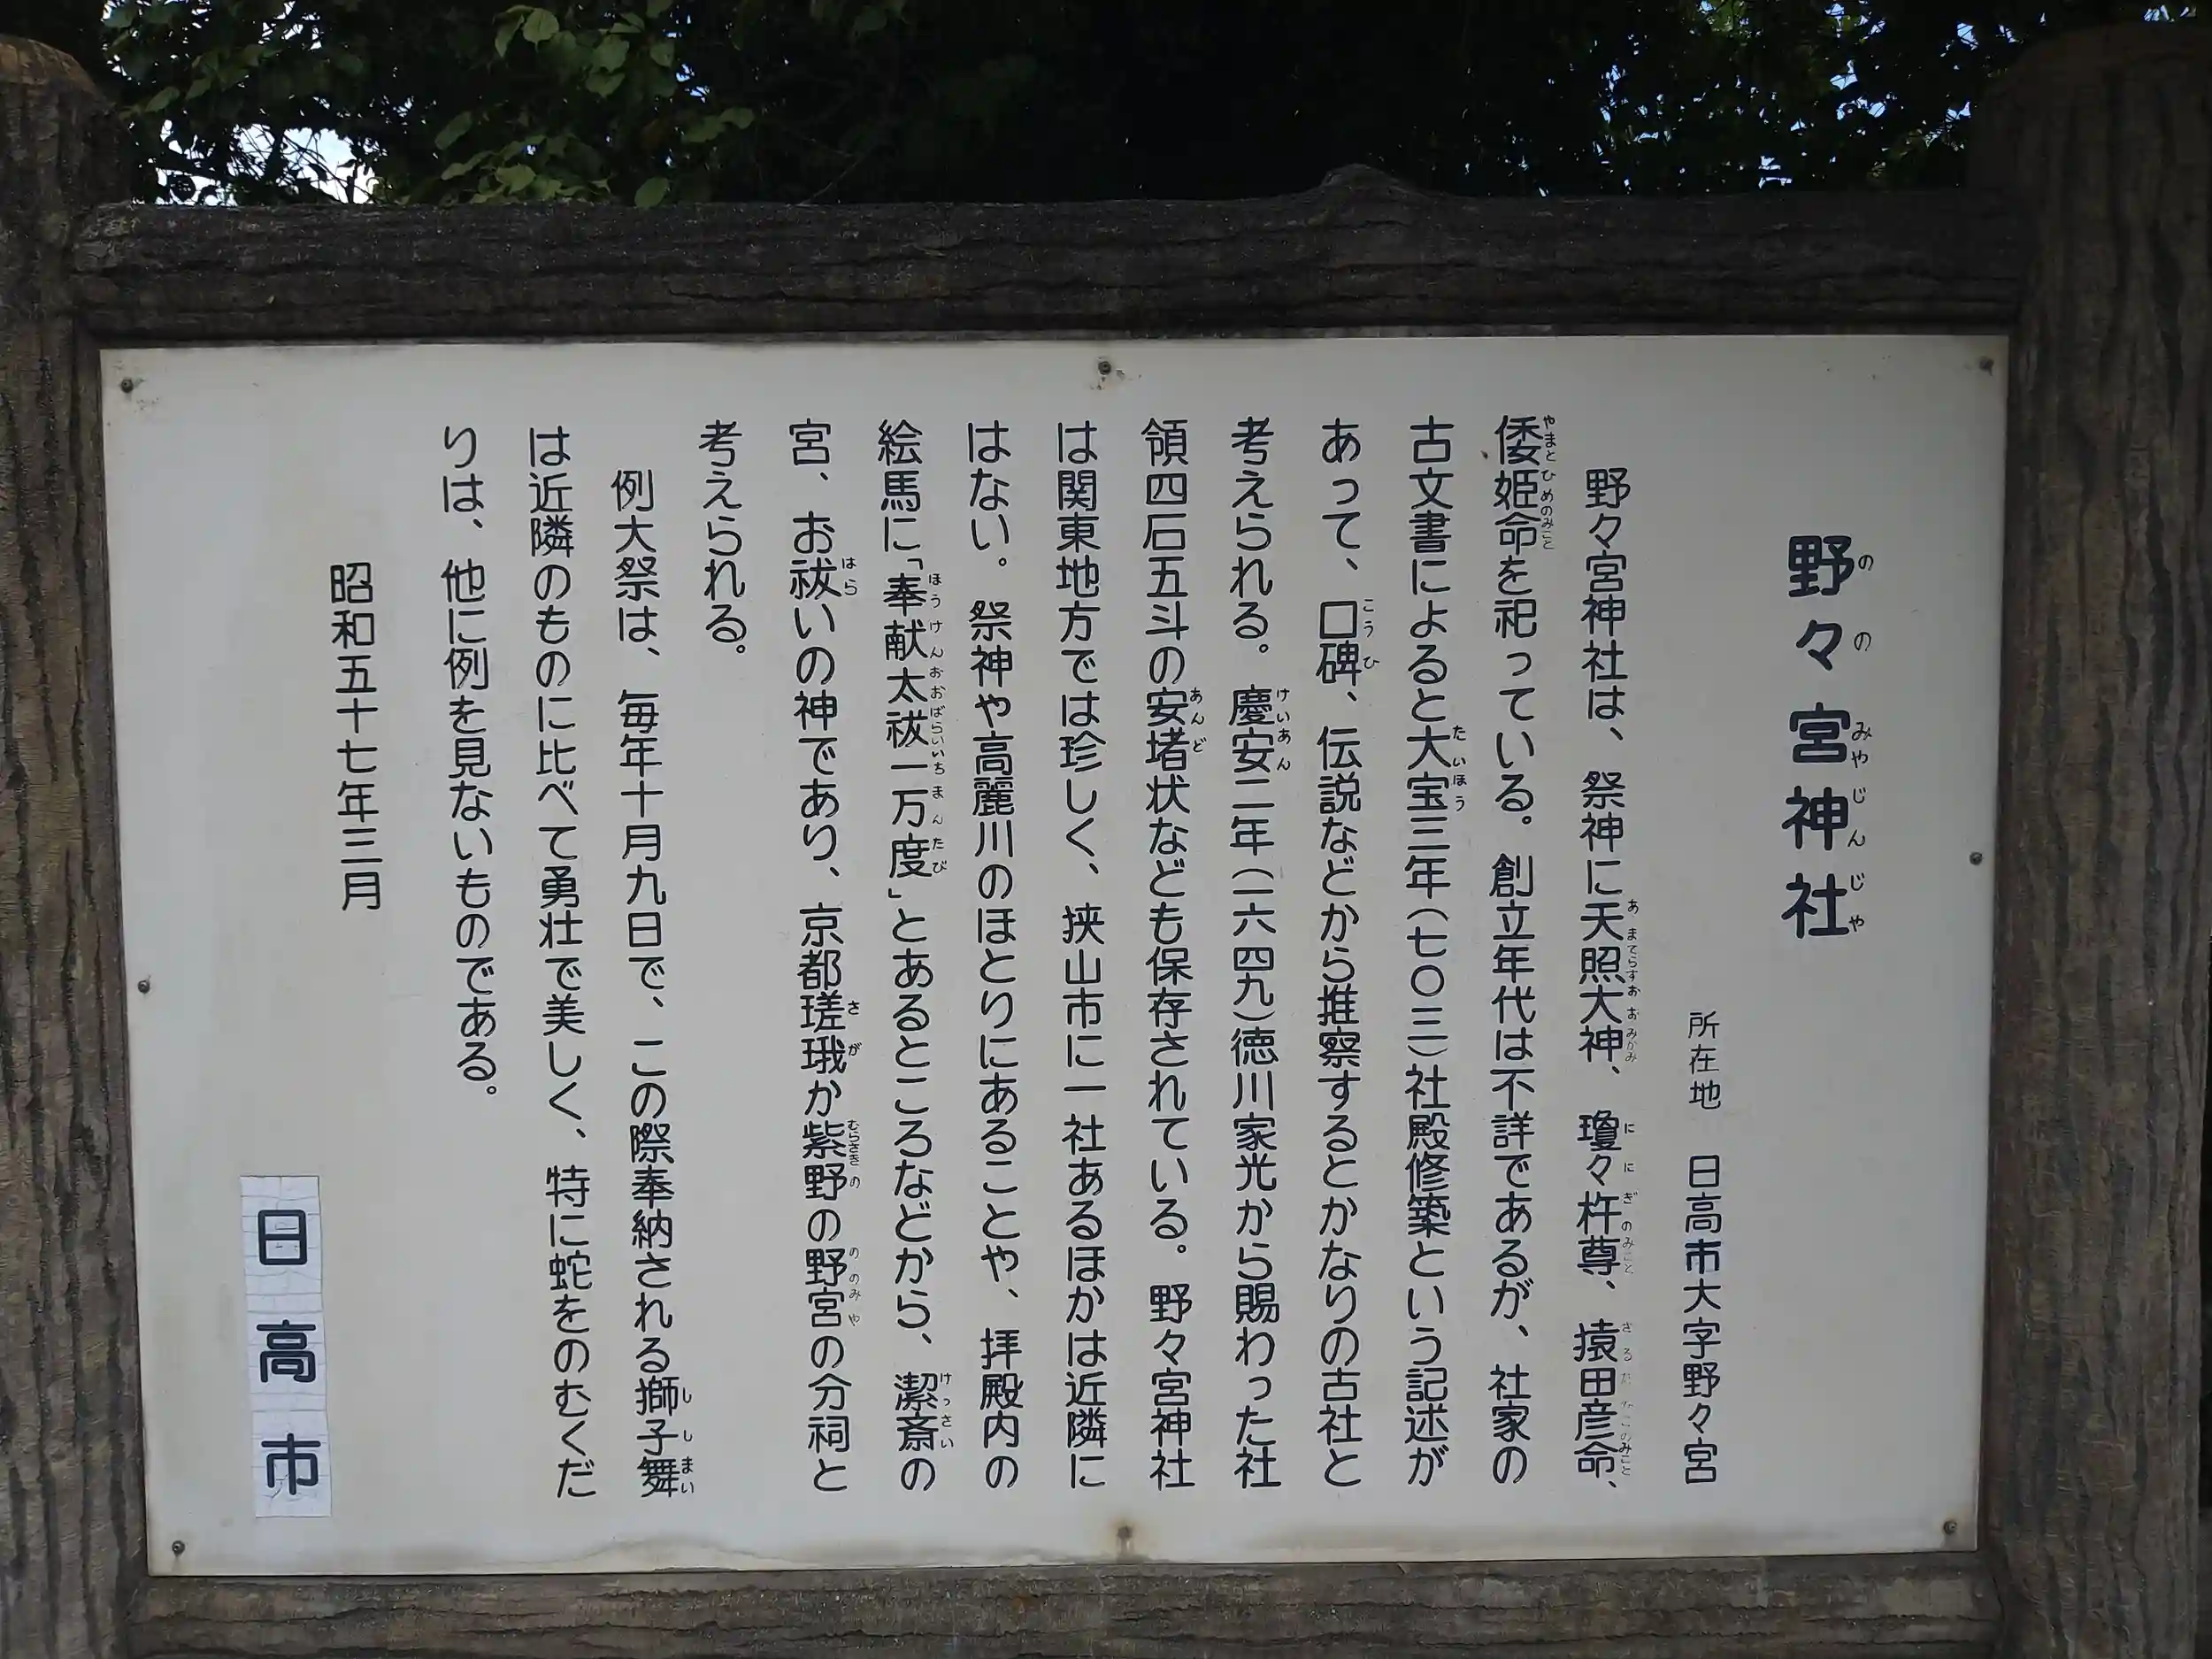 野々宮神社
所在地 日高市大字野々宮
野々宮神社は、祭神に天照大神、瓊々杵尊、猿田彦命、
倭姫命を祀っている。創立年代は不詳であるが、社家の
古文書によると大宝三年(七〇三)社殿修築という記述が
あって、口碑、伝説などから推察するとかなりの古社と
考えられる。慶安二年(一六四九)徳川家光から賜わった社
領四石五斗の安堵状なども保存されている。野々宮神社
は関東地方では珍しく、挟山市に一社あるほかは近隣に
はない。祭神や高麗川のほとりにあることや、拝殿内の
絵馬に「奉献太祓一万度」とあるところなどから、潔斎の
宮、お祓いの神であり、京都瑳珴か紫野の野宮の分祠と
考えられる。
例大祭は、毎年十月九日で、この際奉納される獅子舞
は近隣のものに比べて勇壮で美しく、特に蛇をのむくだ
りは、他に例を見ないものである。
昭和五十七年三月
日高市